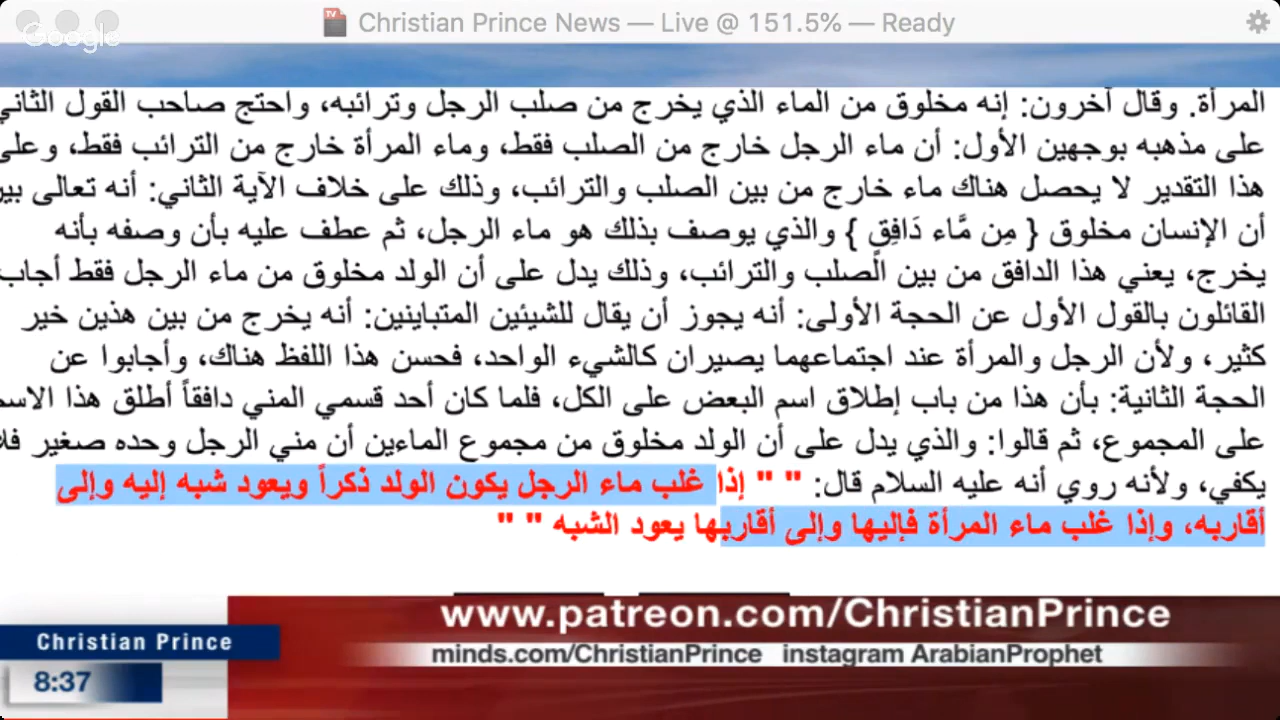 Christian Prince News — Live @ 151.5% — Ready
Google
المرأة. وقال آخرون: إنه مخلوق من الماء الذي يخرج من صلب الرجل وترائبه، واحتج صاحب القول الثاني
على مذهبه بوجهين الأول: أن ماء الرجل خارج من الصلب فقط، وماء المرأة خارج من الترائب فقط، وعلى
هذا التقدير لا يحصل هناك ماء خارج من بين الصلب والترائب، وذلك على خلاف الآية الثاني: أنه تعالى بين
أن الإنسان مخلوق { مِن مَّاء دَافِقٍ } والذي يوصف بذلك هو ماء الرجل، ثم عطف عليه بأن وصفه بأنه
يخرج، يعني هذا الدافق من بين الصلب والترائب، وذلك يدل على أن الولد مخلوق من ماء الرجل فقط أجاب
القائلون بالقول الأول عن الحجة الأولى: أنه يجوز أن يقال للشيئين المتباينين: أنه يخرج من بين هذين خير
كثير، ولأن الرجل والمرأة عند اجتماعهما يصيران كالشيء الواحد، فحسن هذا اللفظ هناك، وأجابوا عن
الحجة الثانية: بأن هذا من باب إطلاق اسم البعض على الكل، فلما كان أحد قسمي المني دافقاً أطلق هذا الاسم
على المجموع، ثم قالوا: والذي يدل على أن الولد مخلوق من مجموع الماءين أن مني الرجل وحده صغير فلا
يكفي، ولأنه روي أنه عليه السلام قال: " " إذا غلب ماء الرجل يكون الولد ذكراً ويعود شبه إليه وإلى
أقاربه، وإذا غلب ماء المرأة فإليها وإلى أقاربها يعود الشبه " "
www.patreon.com/ChristianPrince
Christian Prince
minds.com/ChristianPrince instagram ArabianProphet
8:37